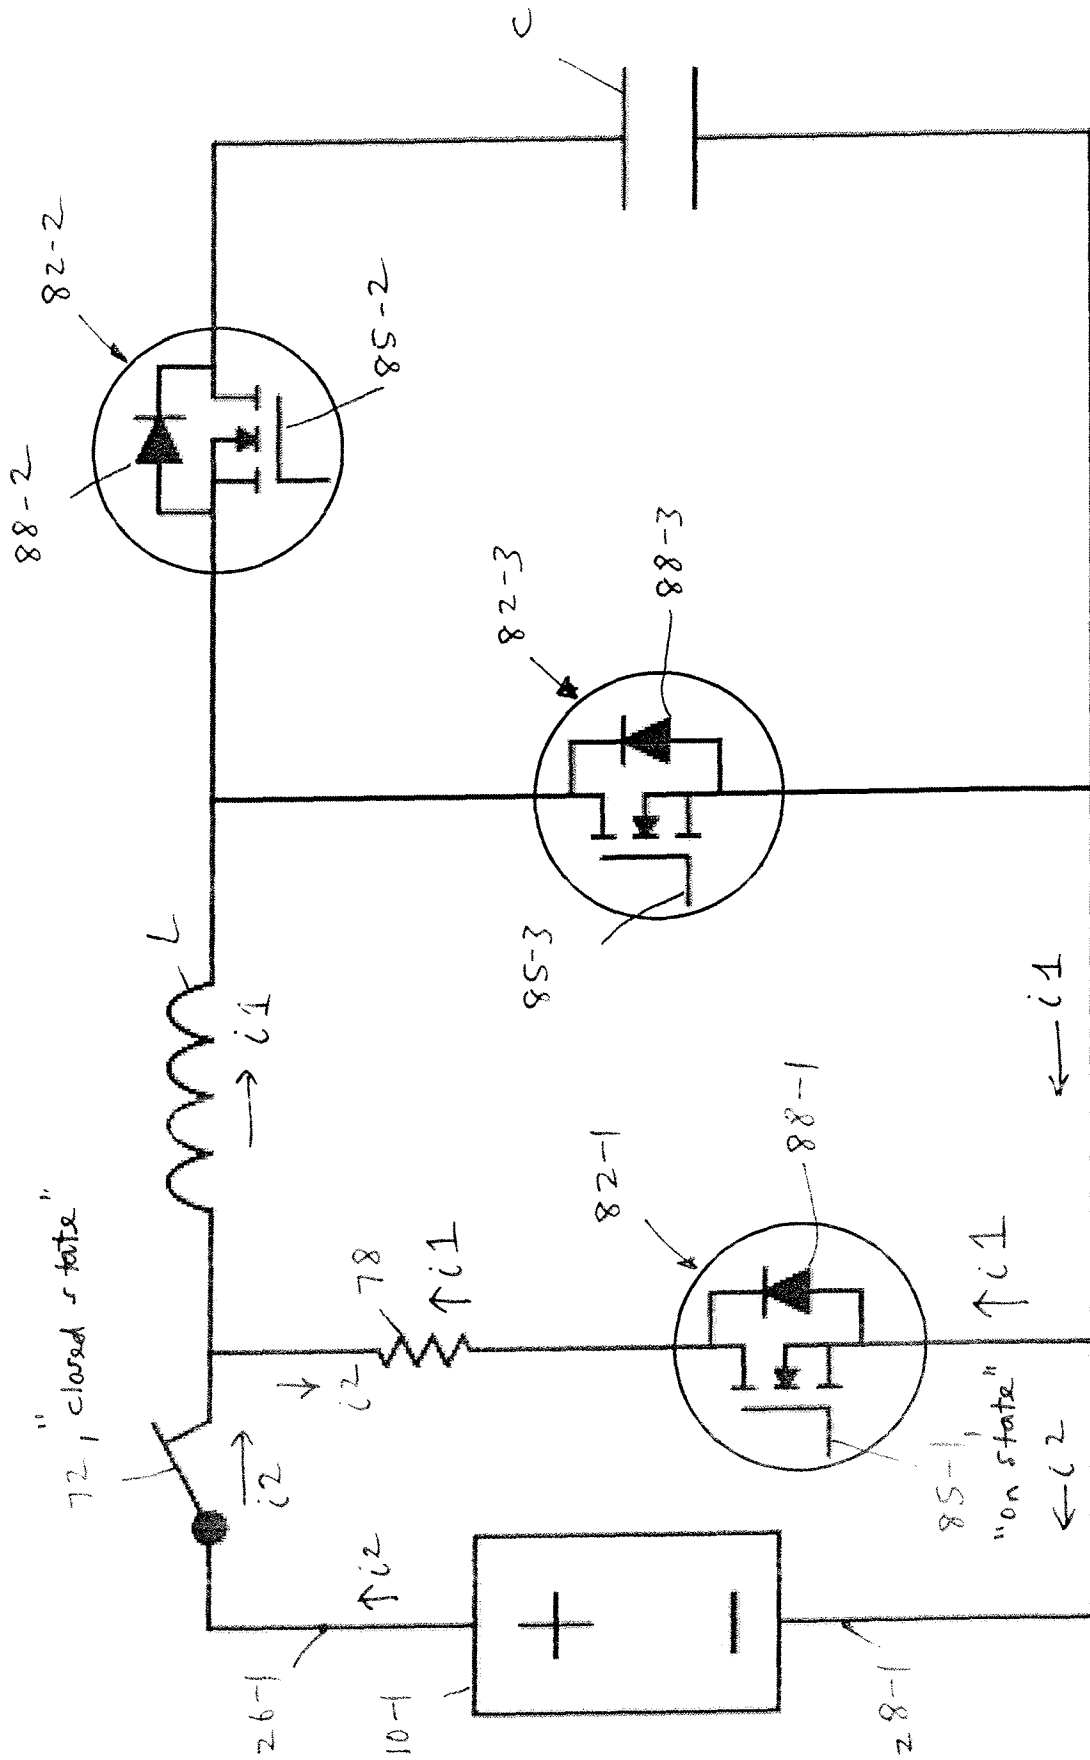 72, "closed state"
L
88-2
82-2
85-2
C
→ i1
i2
i2
i2
78
i1
82-3
88-3
85-3
26-1
10-1
+
−
28-1
82-1
88-1
85-1,
"on state"
i1
i2
i1